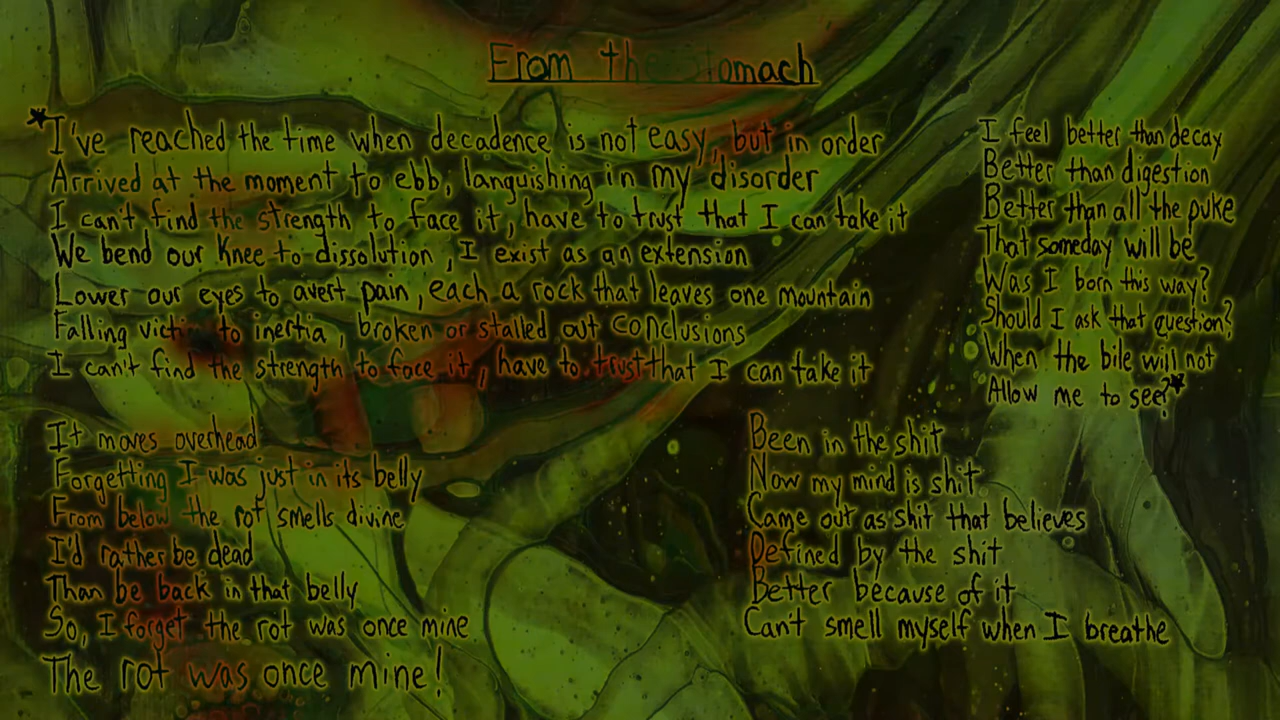 From the Stomach
*I've reached the time when decadence is not easy, but in order
Arrived at the moment to ebb, languishing in my disorder
I can't find the strength to face it, have to trust that I can take it
We bend our knee to dissolution, I exist as an extension
Lower our eyes to avert pain, each a rock that leaves one mountain
Falling victim to inertia, broken or stalled out conclusions
I can't find the strength to face it, have to trust that I can take it
I feel better than decay
Better than digestion
Better than all the puke
That someday will be
Was I born this way?
Should I ask that question?
When the bile will not
Allow me to see?*
It moves overhead
Forgetting I was just in its belly
From below the rot smells divine
I'd rather be dead
Than be back in that belly
So, I forget the rot was once mine
The rot was once mine!
Been in the shit
Now my mind is shit
Came out as shit that believes
Defined by the shit
Better because of it
Can't smell myself when I breathe